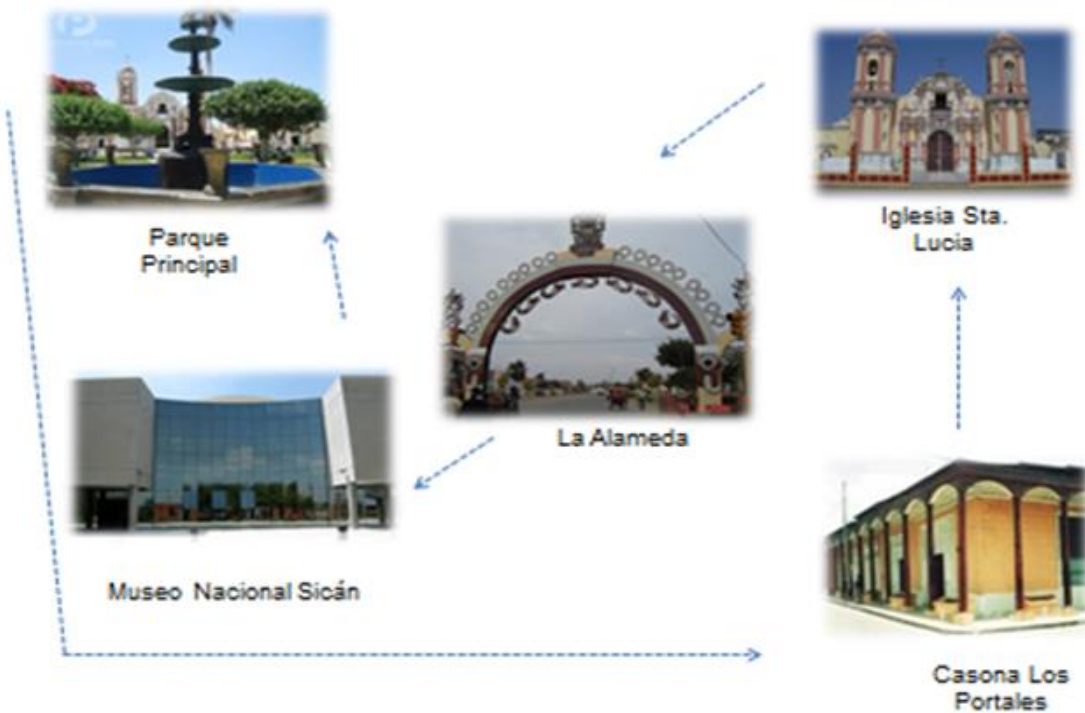 Parque
Principal
Iglesia Sta.
Lucia
La Alameda
Museo Nacional Sicán
Casona Los
Portales